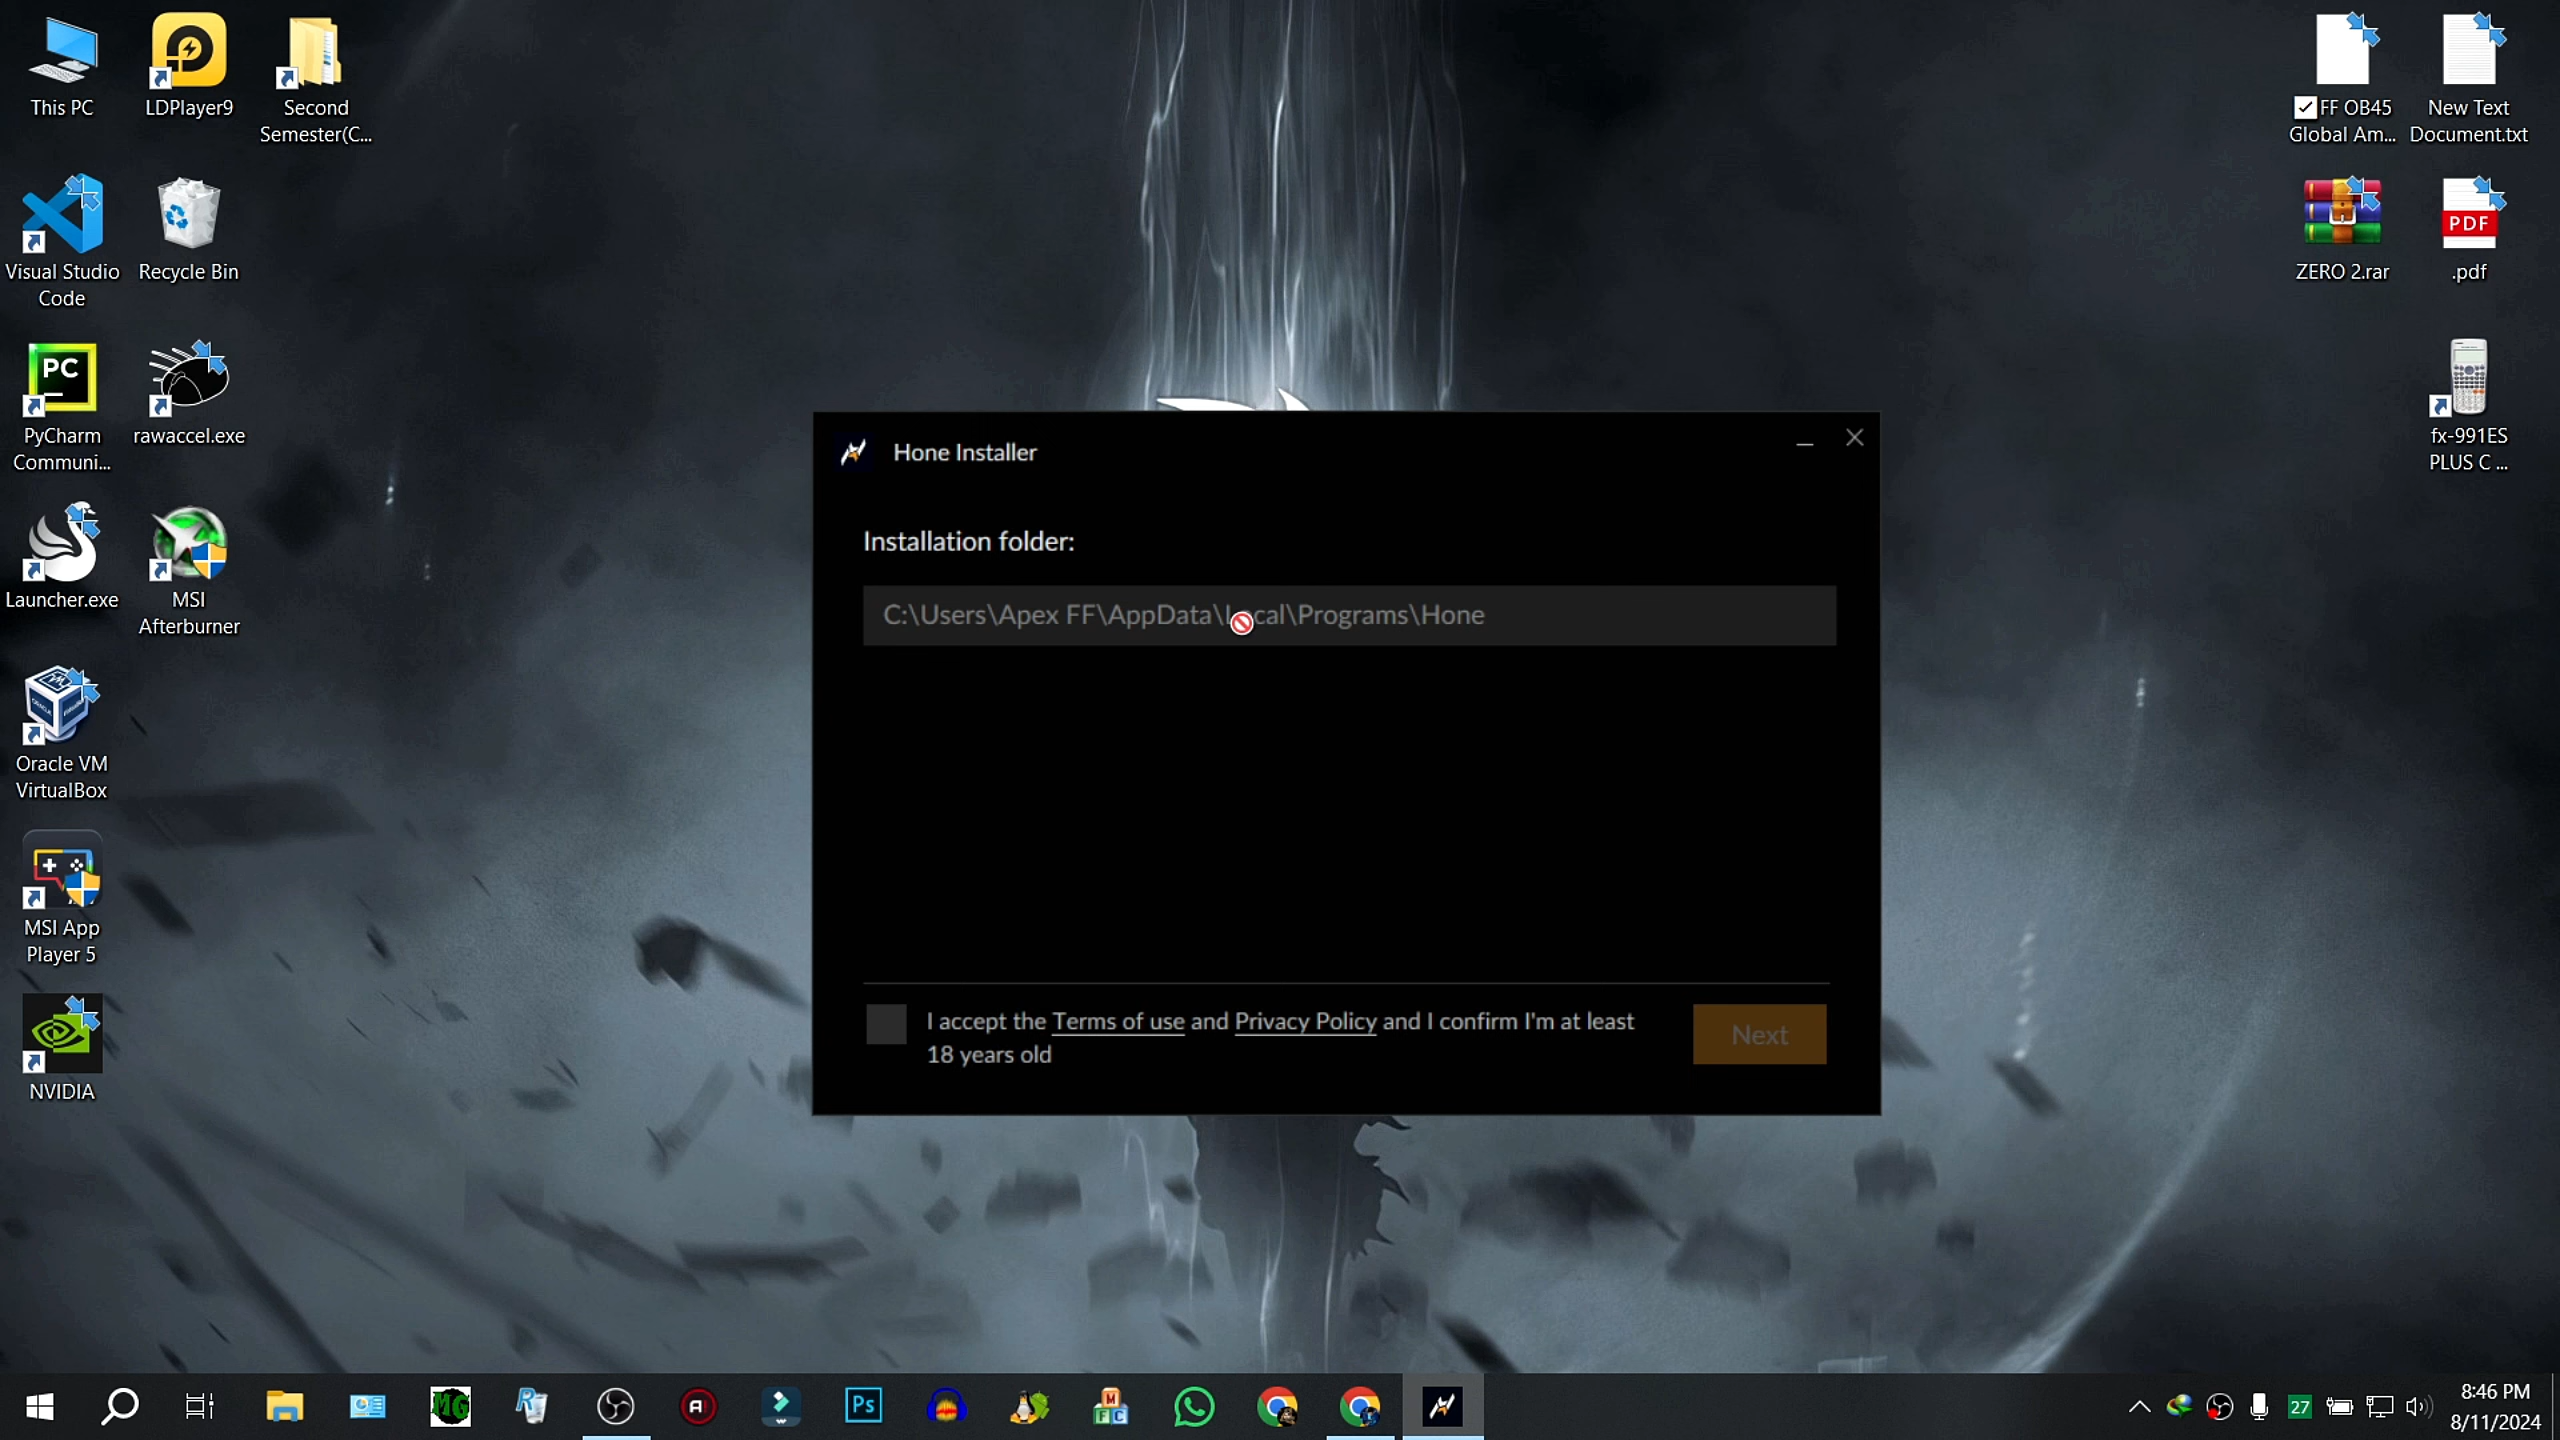 This PC
LDPlayer9
Second
Semester(C...
Visual Studio
Code
Recycle Bin
PC
PyCharm
Communi...
rawaccel.exe
Launcher.exe
MSI
Afterburner
Oracle VM
VirtualBox
MSI App
Player 5
NVIDIA
FF OB45
Global Am...
New Text
Document.txt
ZERO 2.rar
PDF
.pdf
fx-991ES
PLUS C ...
Hone Installer
Installation folder:
C:\Users\Apex FF\AppData\Local\Programs\Hone
I accept the Terms of use and Privacy Policy and I confirm I'm at least
18 years old
Next
MG
Ps
M
F C
27
8:46 PM
8/11/2024